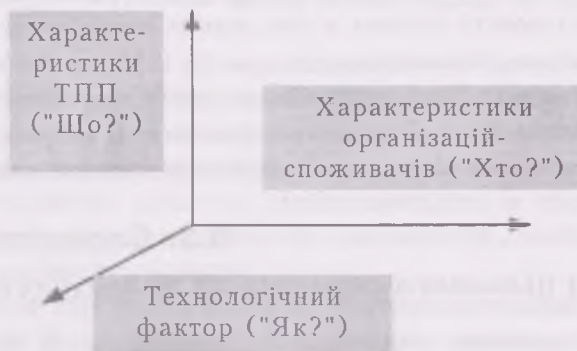 Характе-
ристики
ТПП
("Що?")
Характеристики
організацій-
споживачів ("Хто?")
Технологічний
фактор ("Як?")